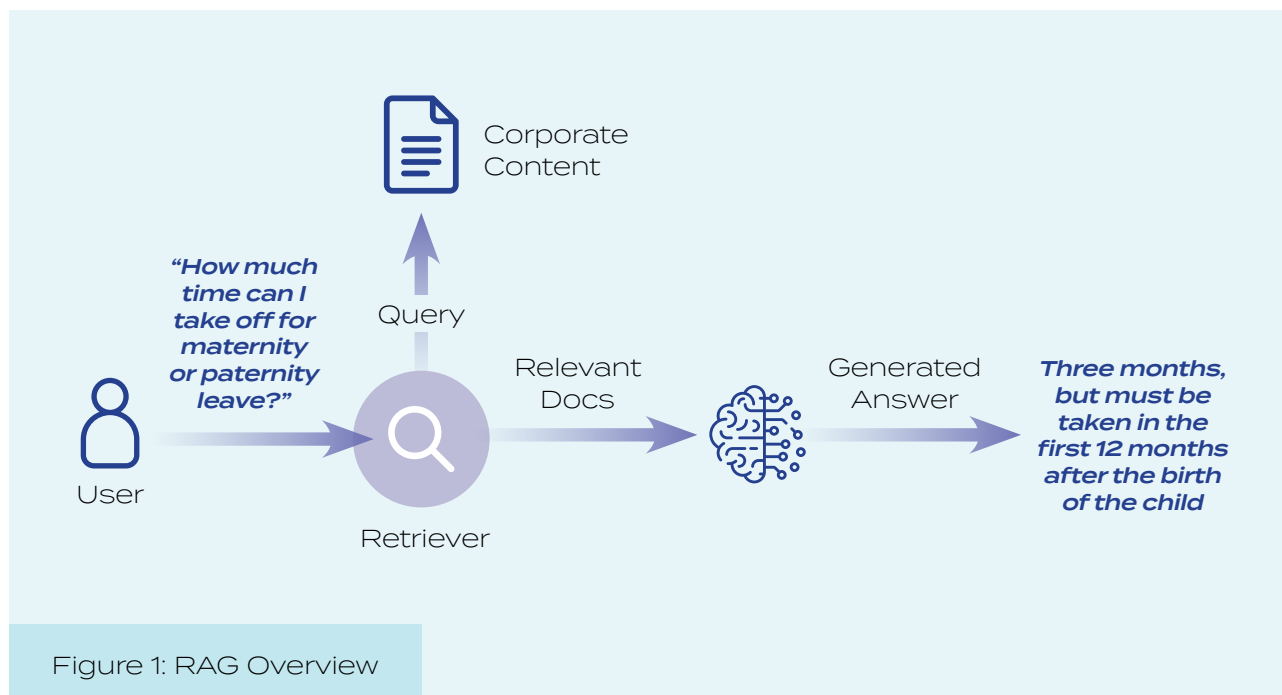 Corporate
Content
“How much
time can I
take off for
maternity
or paternity
leave?”
Query
User
Retriever
Relevant
Docs
Generated
Answer
Three months,
but must be
taken in the
first 12 months
after the birth
of the child
Figure 1: RAG Overview